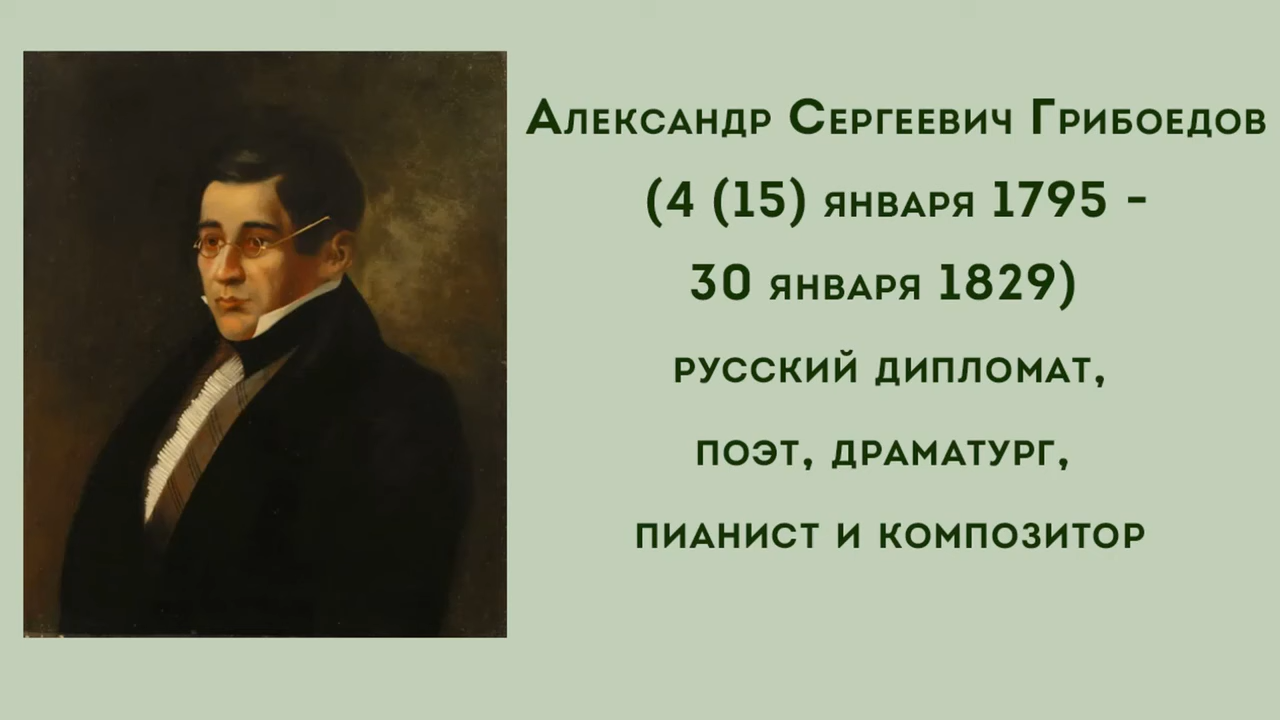 Александр Сергеевич Грибоедов
(4 (15) января 1795 -
30 января 1829)
русский дипломат,
поэт, драматург,
пианист и композитор